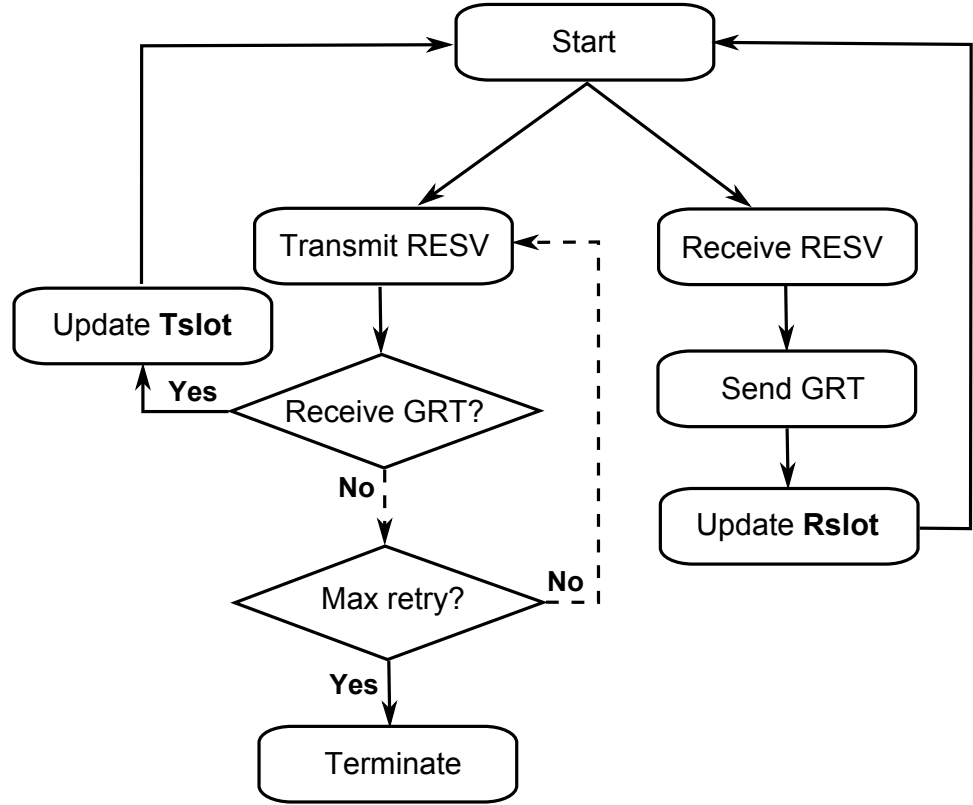 Start
Transmit RESV
Receive RESV
Update Tslot
Yes
Receive GRT?
Send GRT
No
Update Rslot
Max retry?
No
Yes
Terminate